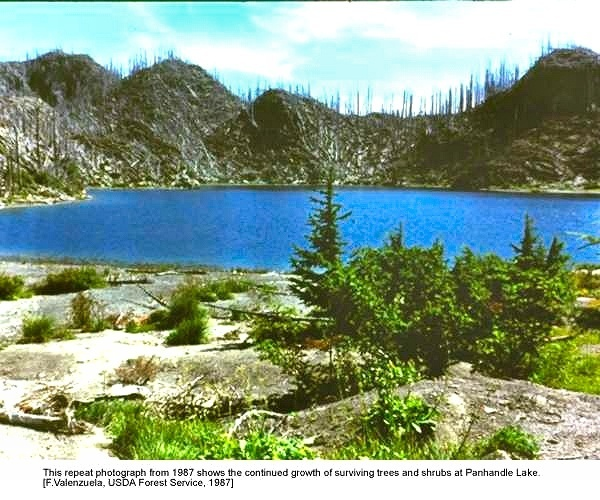 This repeat photograph from 1987 shows the continued growth of surviving trees and shrubs at Panhandle Lake.
[F.Valenzuela, USDA Forest Service, 1987]